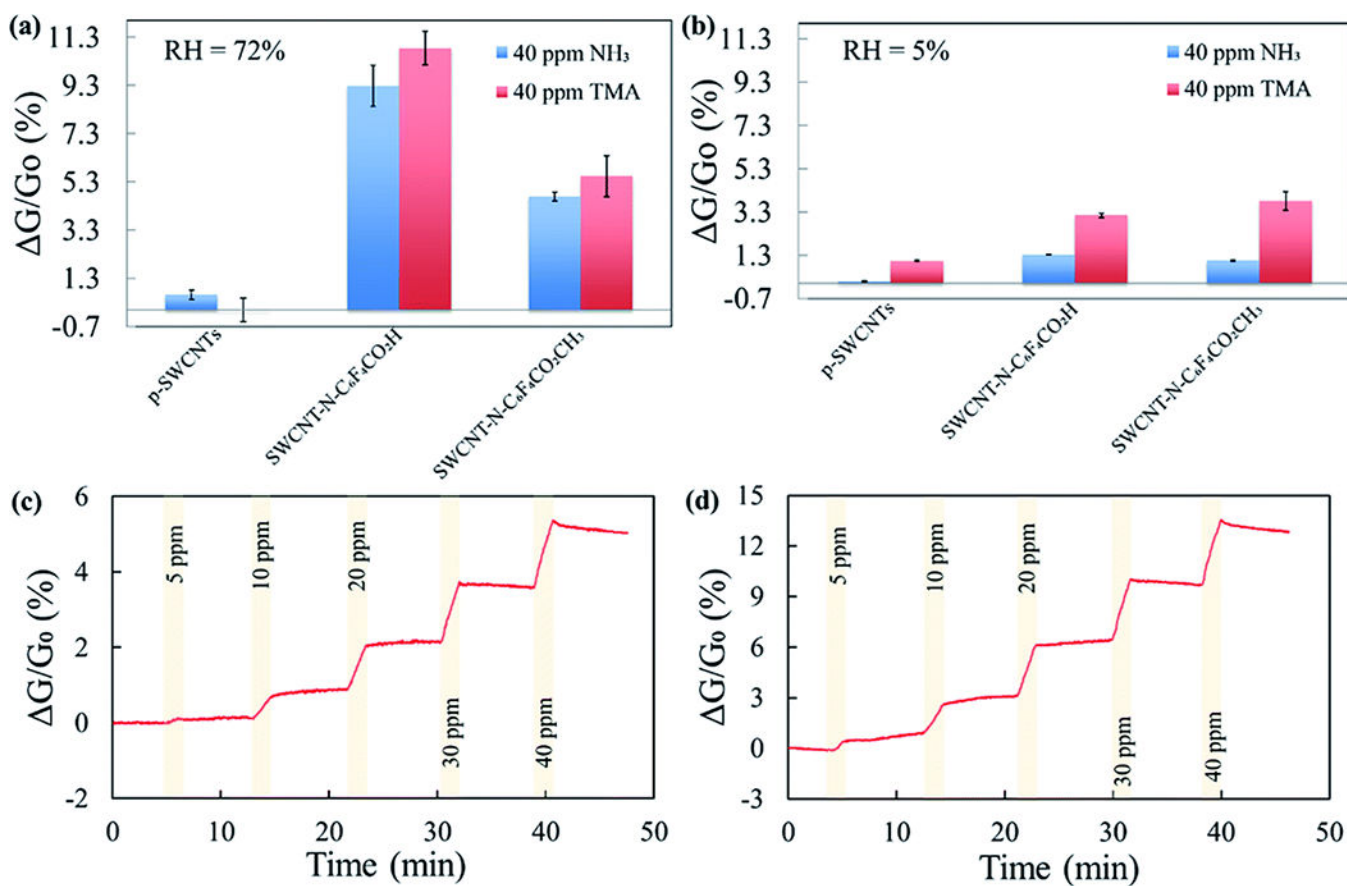 (a)
RH = 72%
40 ppm NH₃
40 ppm TMA
ΔG/Go (%)
11.3
9.3
7.3
5.3
3.3
1.3
-0.7
p-SWCNTs
SWCNT-N-C₆F₄CO₂H
SWCNT-N-C₆F₄CO₂CH₃
(b)
RH = 5%
40 ppm NH₃
40 ppm TMA
ΔG/Go (%)
11.3
9.3
7.3
5.3
3.3
1.3
-0.7
p-SWCNTs
SWCNT-N-C₆F₄CO₂H
SWCNT-N-C₆F₄CO₂CH₃
(c)
ΔG/G₀ (%)
6
4
2
0
-2
5 ppm
10 ppm
20 ppm
30 ppm
40 ppm
0
10
20
30
40
50
Time (min)
(d)
ΔG/G₀ (%)
15
12
9
6
3
0
-3
5 ppm
10 ppm
20 ppm
30 ppm
40 ppm
0
10
20
30
40
50
Time (min)